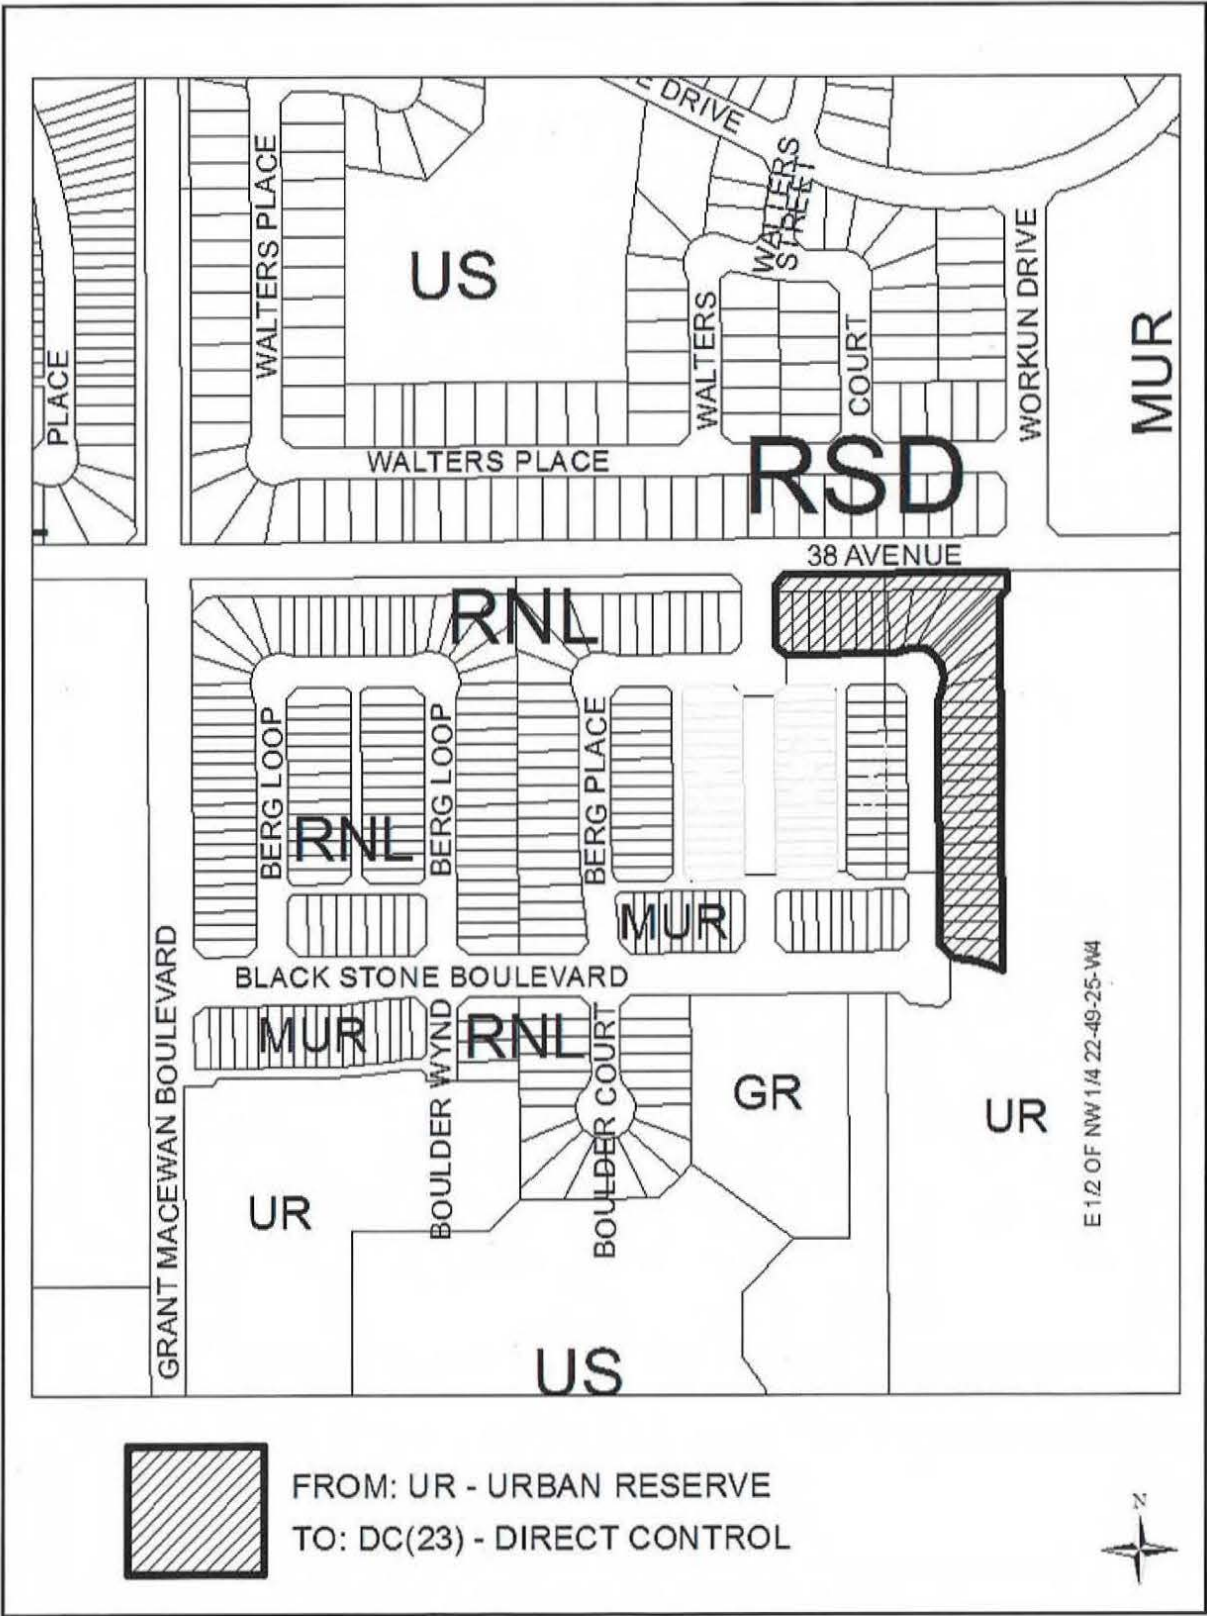 E DRIVE
WALTERS PLACE
WALTERS
STREET
US
WORKUN DRIVE
WALTERS
COURT
MUR
PLACE
WALTERS PLACE
RSD
38 AVENUE
RNL
BERG LOOP
BERG LOOP
BERG PLACE
RNL
MUR
BLACK STONE BOULEVARD
GRANT MACEWAN BOULEVARD
MUR
BOULDER WYND
RNL
BOULDER COURT
GR
UR
E 1/2 OF NW 1/4 22-49-25-W4
UR
US
FROM: UR - URBAN RESERVE
TO: DC(23) - DIRECT CONTROL
N